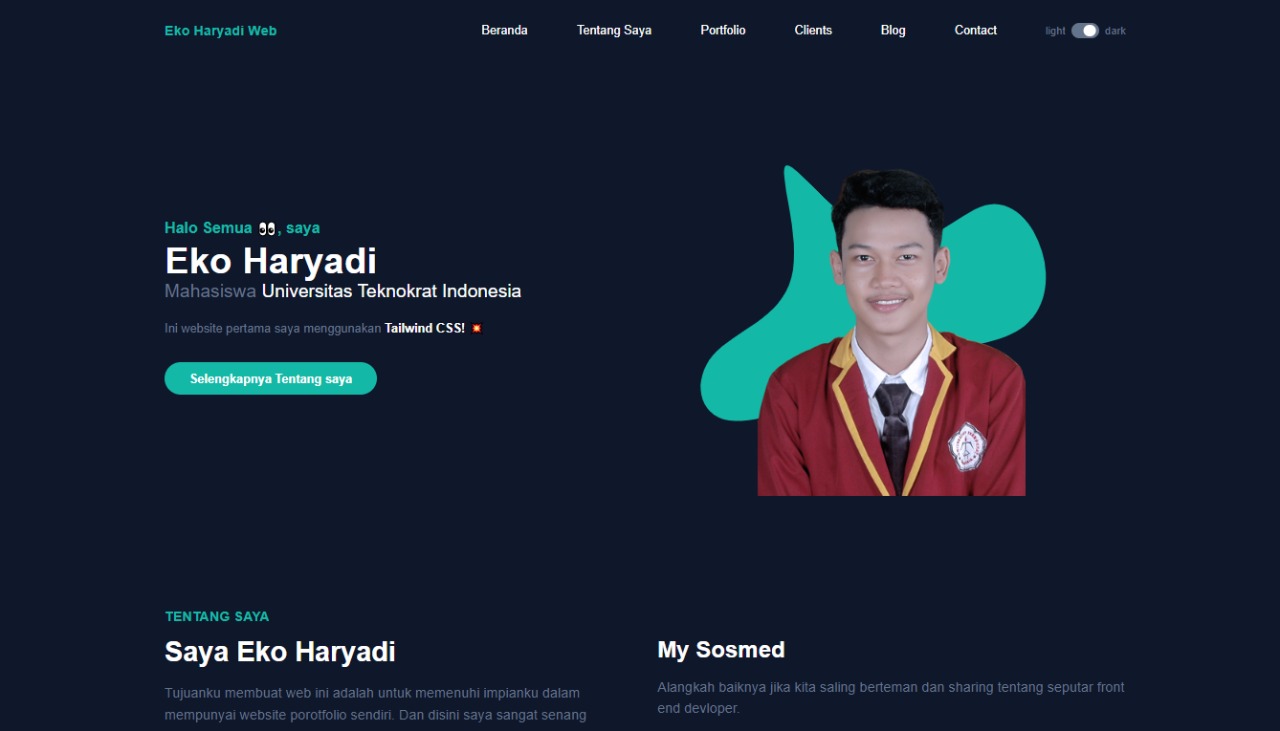 Eko Haryadi Web
Beranda
Tentang Saya
Portfolio
Clients
Blog
Contact
light
dark
Halo Semua 👀, saya
Eko Haryadi
Mahasiswa Universitas Teknokrat Indonesia
Ini website pertama saya menggunakan Tailwind CSS! 💥
Selengkapnya Tentang saya
TENTANG SAYA
Saya Eko Haryadi
Tujuanku membuat web ini adalah untuk memenuhi impianku dalam
mempunyai website porotfolio sendiri. Dan disini saya sangat senang
My Sosmed
Alangkah baiknya jika kita saling berteman dan sharing tentang seputar front
end devloper.